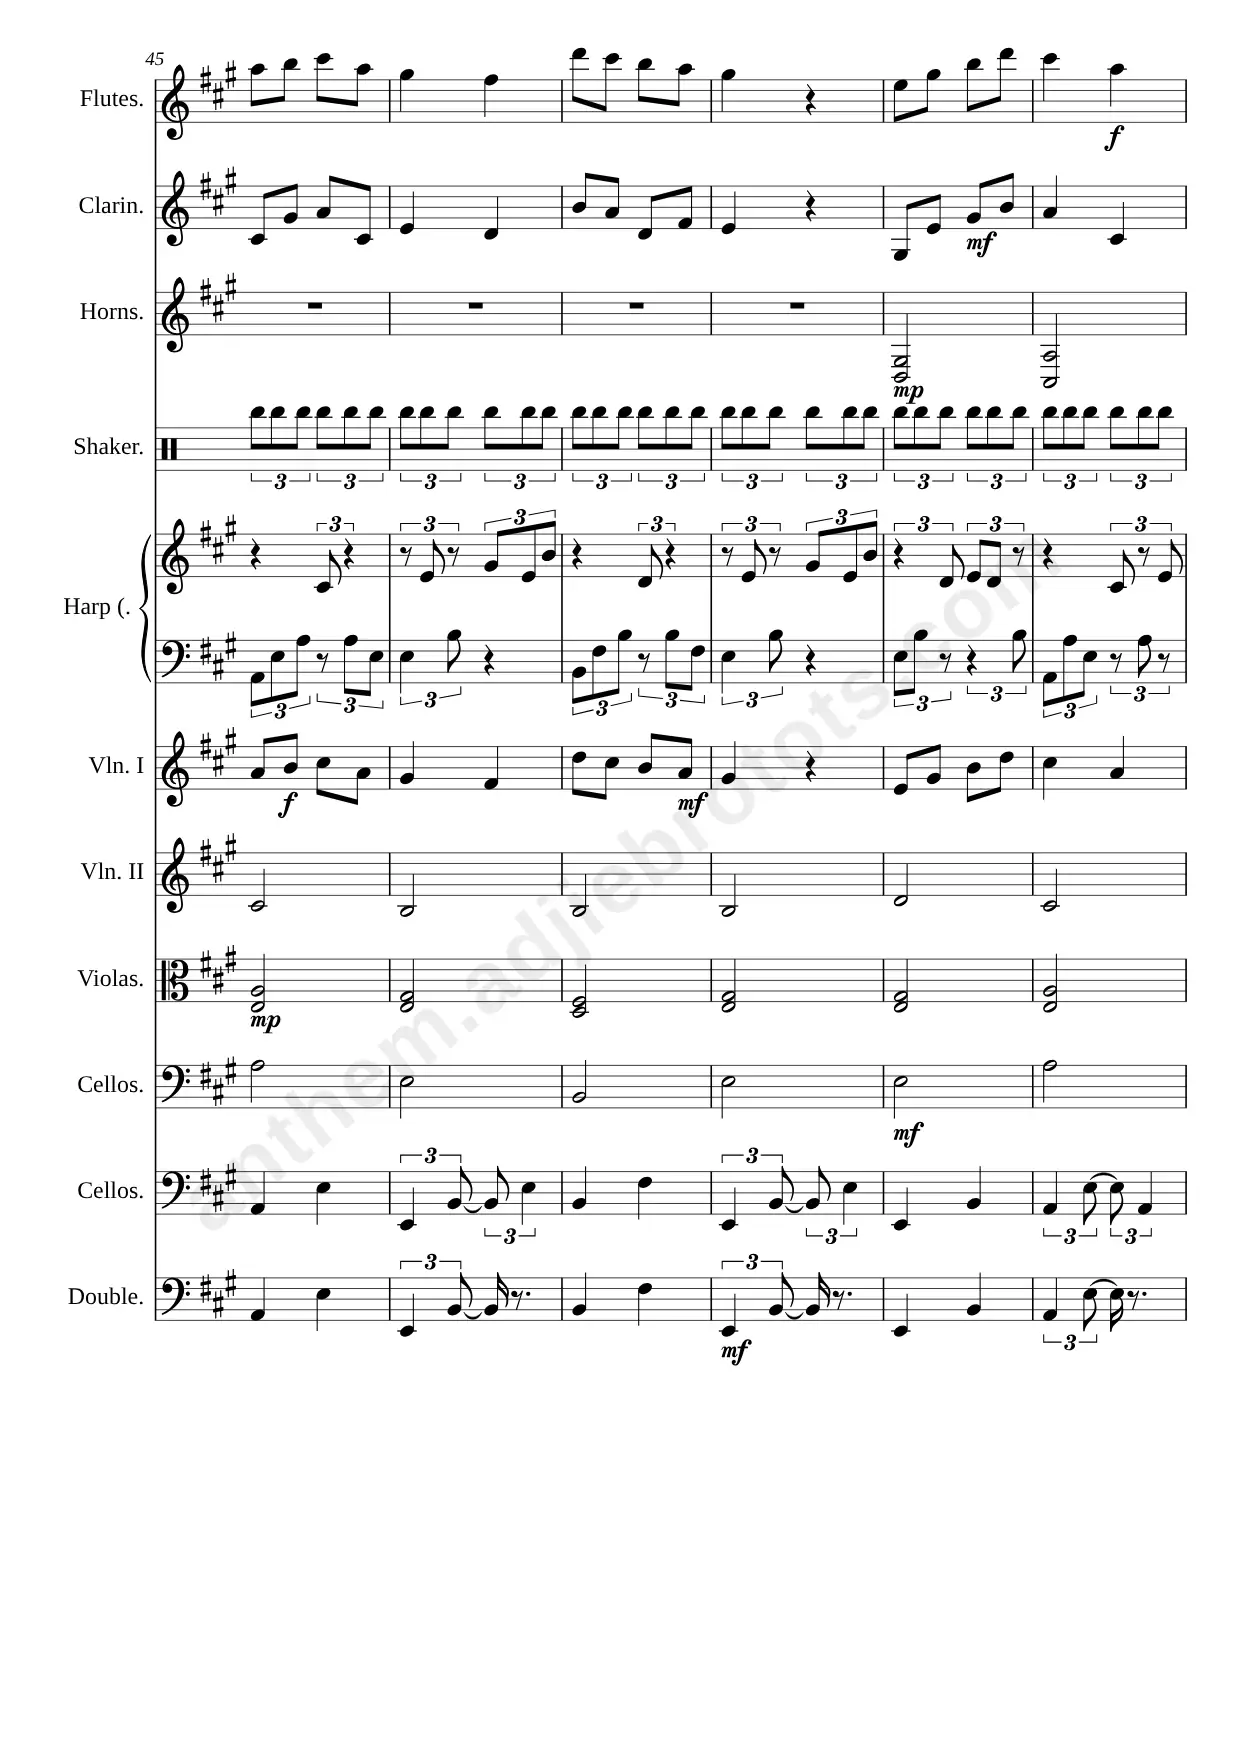 45
Flutes.
f
Clarin.
mf
Horns.
mp
Shaker.
3 3 3 3 3 3 3 3 3 3 3 3
3 3 3 3 3 3 3 3 3
Harp (.
3 3 3 3 3 3 3 3 3 3
Vln. I
f mf
Vln. II
Violas.
mp
Cellos.
mf
3 3
Cellos.
3 3 3 3
3 3
Double.
3
mf
anthem.adjiebrotots.com